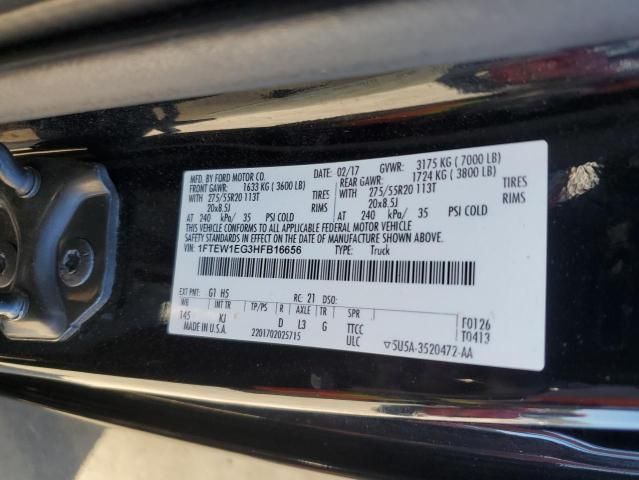 MFD. BY FORD MOTOR CO.
02/17 GVWR: 3175 KG ( 7000 LB)
FRONT GAWR: 1633 KG ( 3600 LB) REAR GAWR: 1724 KG ( 3800 LB)
WITH 275/55R20 113T TIRES WITH 275/55R20 113T TIRES
20x8.5J RIMS 20x8.5J RIMS
AT 240 kPa/ 35 PSI COLD AT 240 kPa/ 35 PSI COLD
THIS VEHICLE CONFORMS TO ALL APPLICABLE FEDERAL MOTOR VEHICLE
SAFETY STANDARDS IN EFFECT ON THE DATE OF MANUFACTURE SHOWN ABOVE.
VIN: 1FTEW1EG3HFB16656 TYPE: Truck
EXT PNT: G1 H5 RC: 21 DSO:
WB INT TR TP/PS R AXLE TR SPR
145 KJ D L3 G TTCC F0126
MADE IN U.S.A. 2201702025715 ULC ▽5U5A-3520472-AA T0413